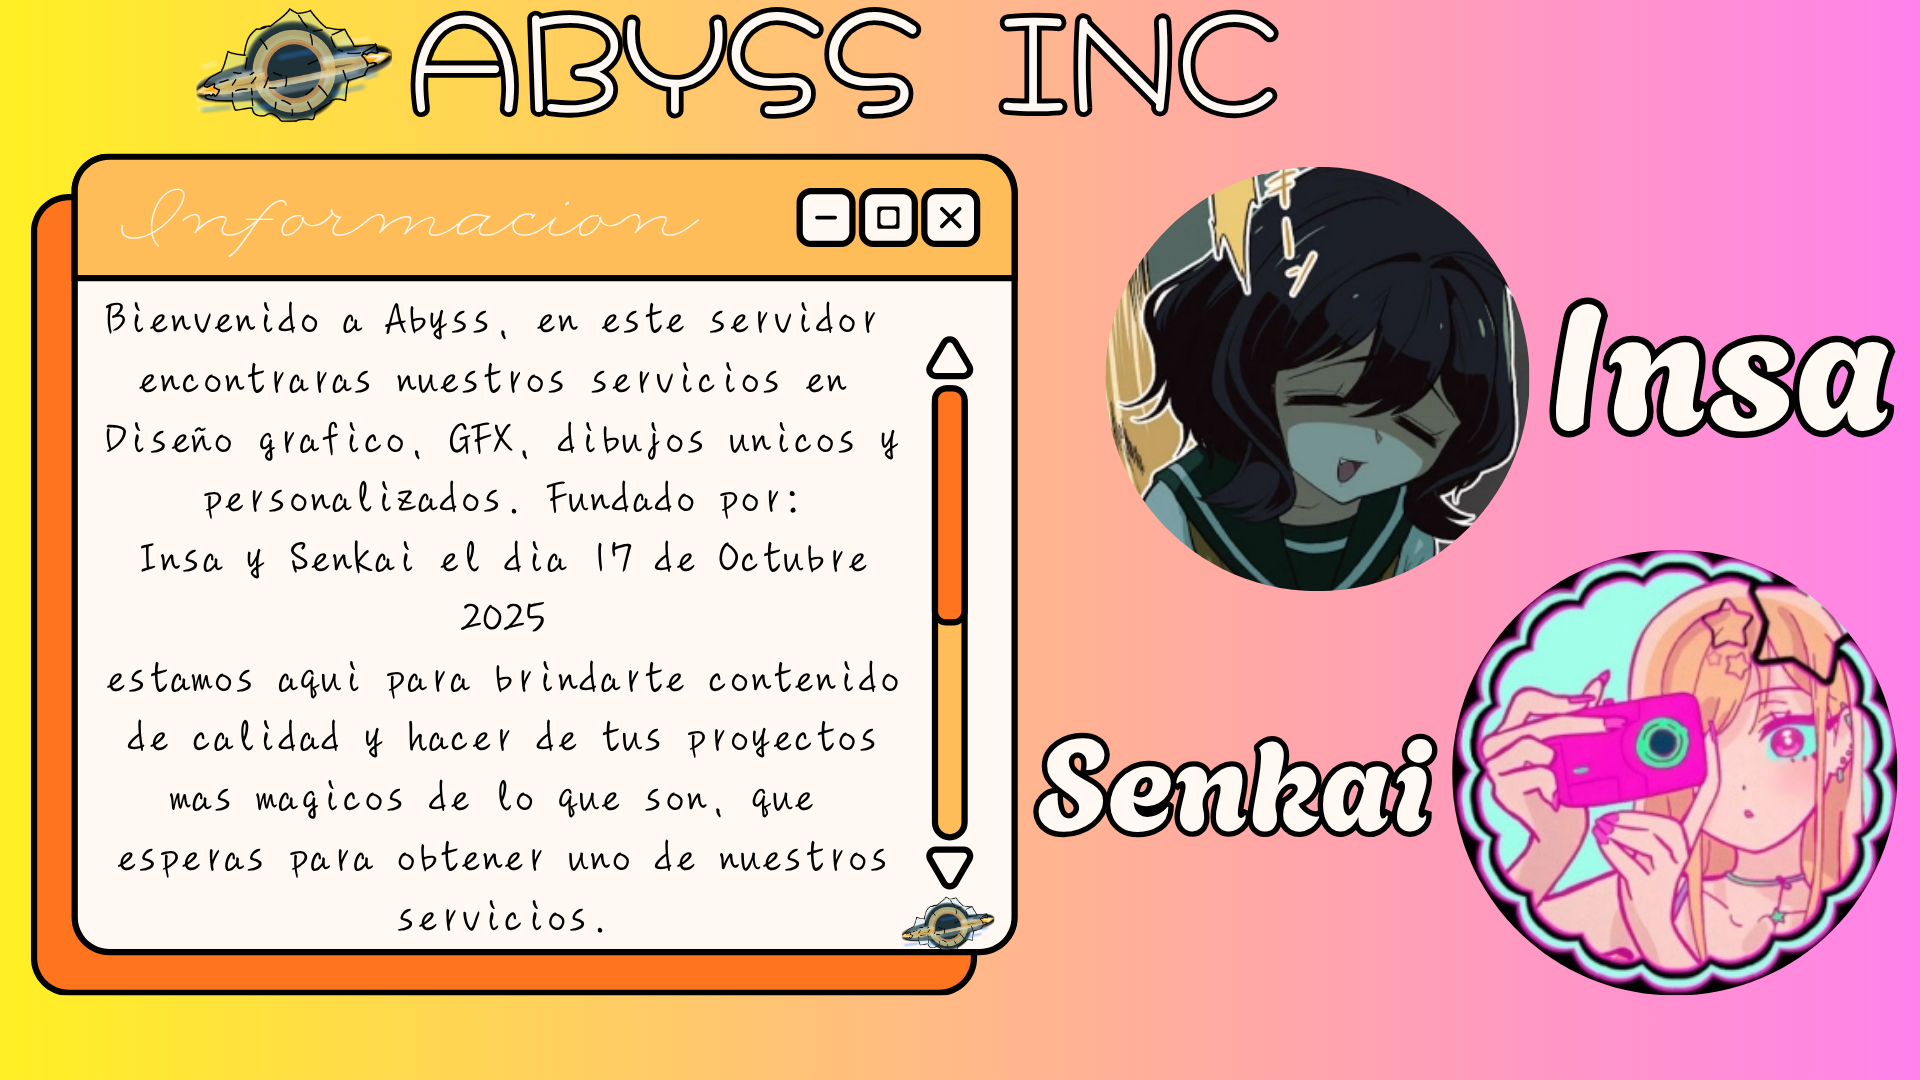 ABYSS INC
Informacion
Bienvenido a Abyss, en este servidor
encontraras nuestros servicios en
Diseño grafico, GFX, dibujos unicos y
personalizados. Fundado por:
Insa y Senkai el dia 17 de Octubre
2025
estamos aqui para brindarte contenido
de calidad y hacer de tus proyectos
mas magicos de lo que son, que
esperas para obtener uno de nuestros
servicios.
Insa
Senkai